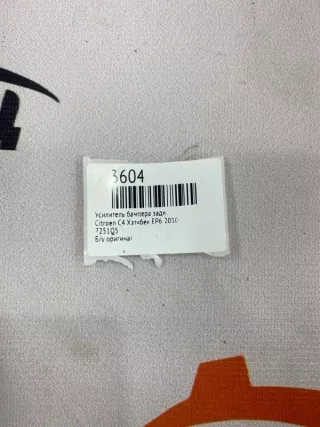 3604
Усилитель бампера задн
Citroen C4 Хэтчбек EP6 2010
7251Q5
Б/у оригинал